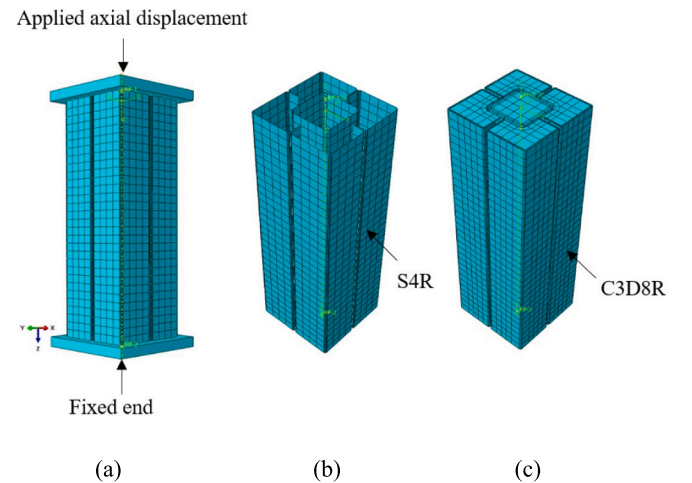 Applied axial displacement
S4R
C3D8R
Y
X
Z
Fixed end
(a)
(b)
(c)